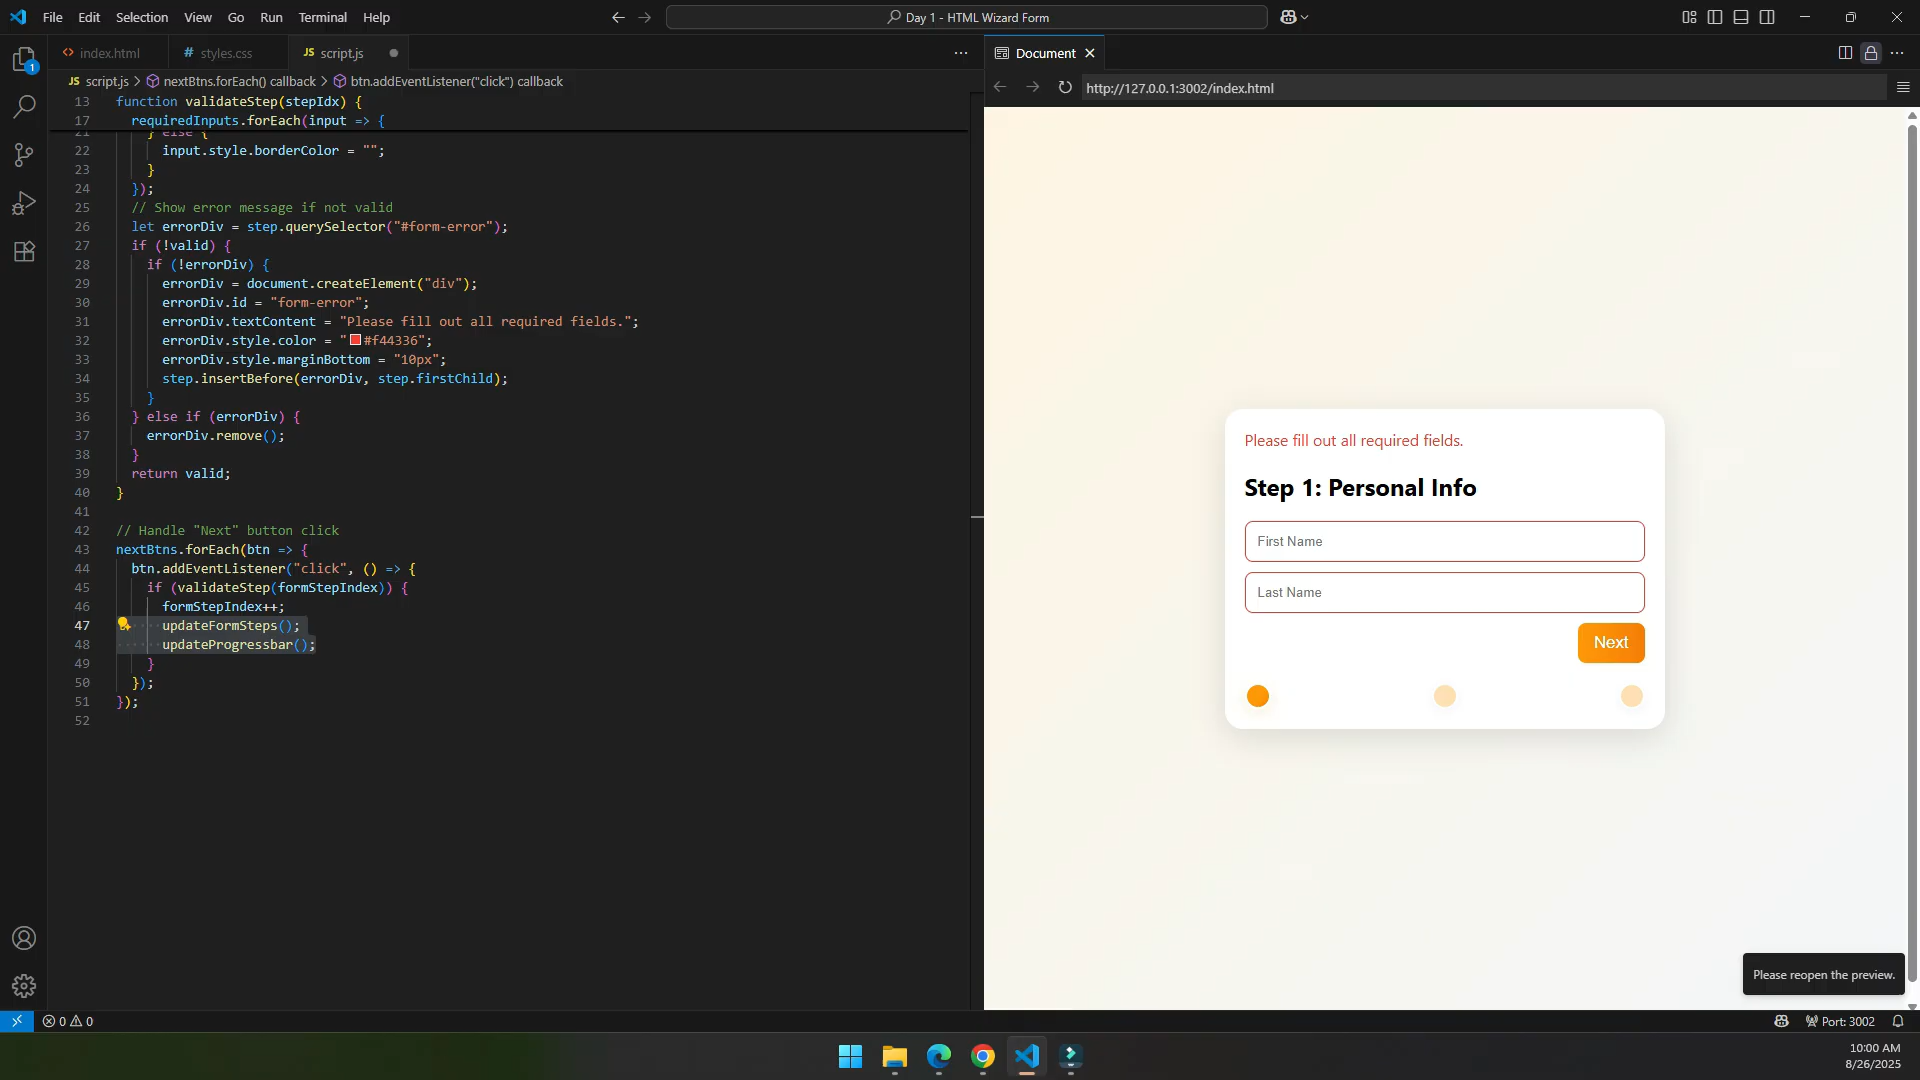 File Edit Selection View Go Run Terminal Help
Day 1 - HTML Wizard Form
index.html
styles.css
script.js
script.js > nextBtns.forEach() callback > btn.addEventListener("click") callback
13 function validateStep(stepIdx) {
17 requiredInputs.forEach(input => {
21 } else {
22 input.style.borderColor = "";
23 }
24 });
25 // Show error message if not valid
26 let errorDiv = step.querySelector("#form-error");
27 if (!valid) {
28 if (!errorDiv) {
29 errorDiv = document.createElement("div");
30 errorDiv.id = "form-error";
31 errorDiv.textContent = "Please fill out all required fields.";
32 errorDiv.style.color = "#f44336";
33 errorDiv.style.marginBottom = "10px";
34 step.insertBefore(errorDiv, step.firstChild);
35 }
36 } else if (errorDiv) {
37 errorDiv.remove();
38 }
39 return valid;
40 }
41
42 // Handle "Next" button click
43 nextBtns.forEach(btn => {
44 btn.addEventListener("click", () => {
45 if (validateStep(formStepIndex)) {
46 formStepIndex++;
47 updateFormSteps();
48 updateProgressbar();
49 }
50 });
51 });
52
Document
http://127.0.0.1:3002/index.html
Please fill out all required fields.
Step 1: Personal Info
First Name
Last Name
Next
Please reopen the preview.
1
0 0
Port: 3002
10:00 AM
8/26/2025